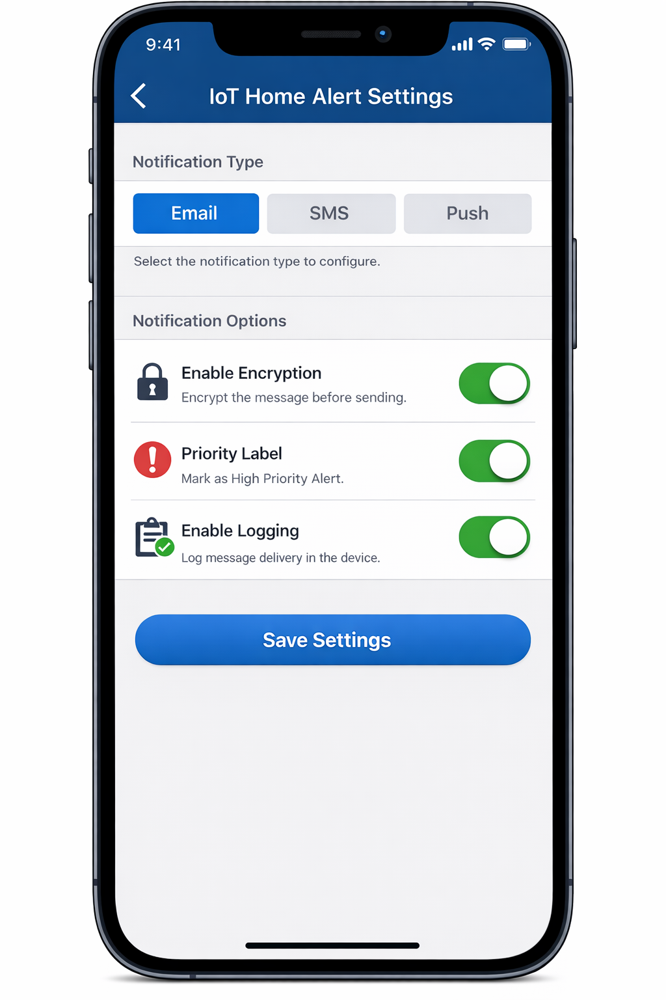 9:41
IoT Home Alert Settings
Notification Type
Email SMS Push
Select the notification type to configure.
Notification Options
Enable Encryption
Encrypt the message before sending.
Priority Label
Mark as High Priority Alert.
Enable Logging
Log message delivery in the device.
Save Settings